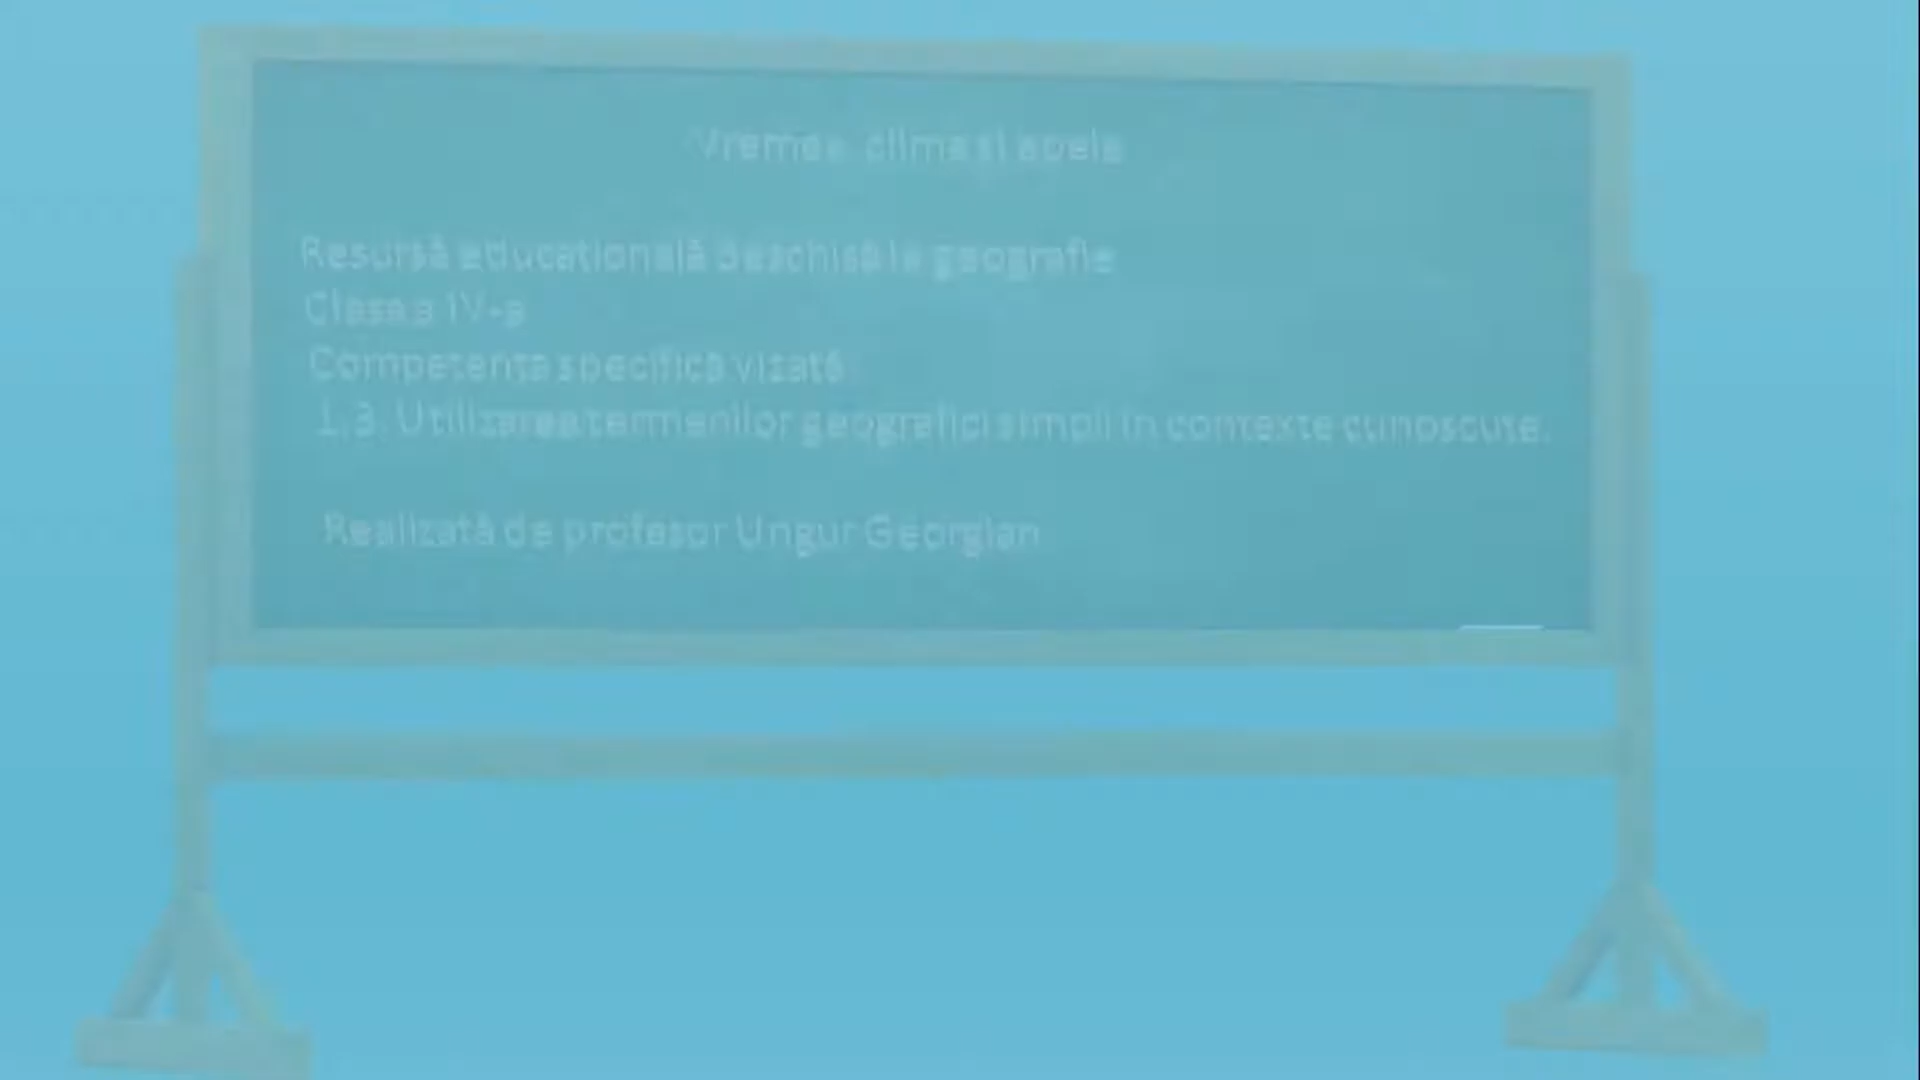 Vremea, clima și apele
Resursă educațională deschisă la geografie
Clasa a IV-a
Competența specifică vizată
1.3. Utilizarea termenilor geografici simpli în contexte cunoscute.
Realizată de profesor Ungur Georgian